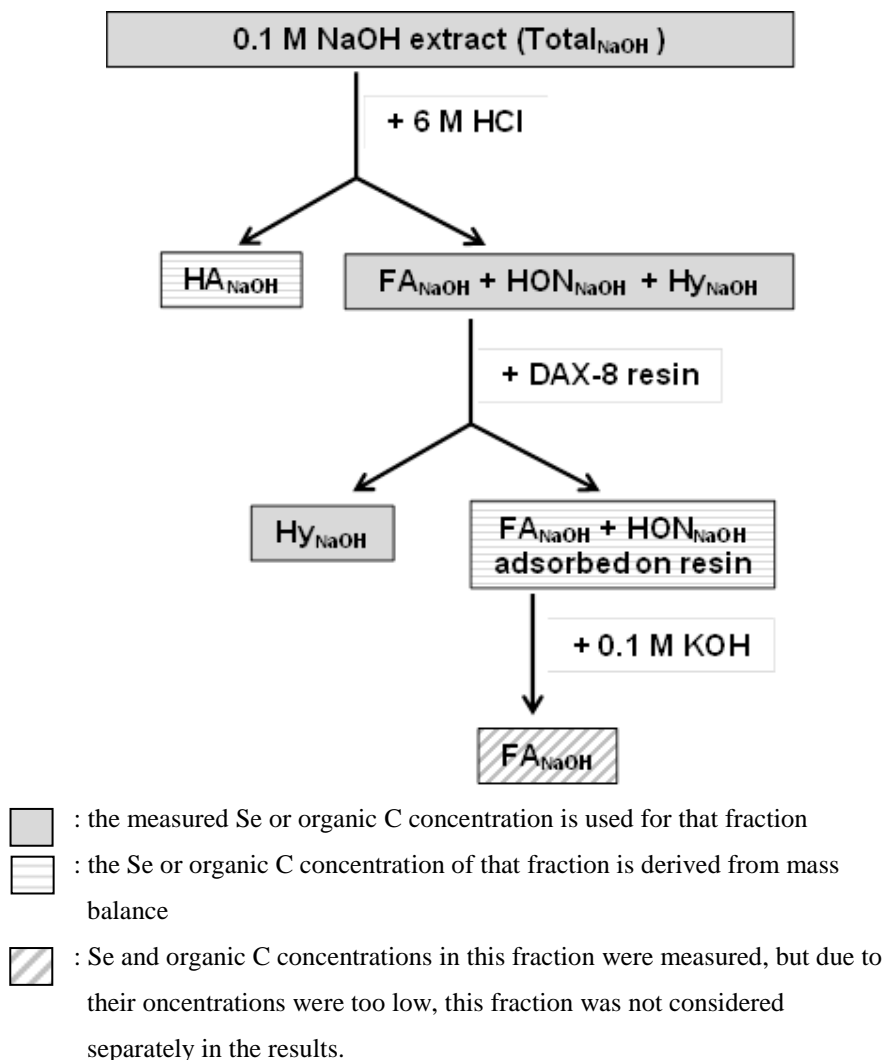 0.1 M NaOH extract (Total_NaOH )
+ 6 M HCl
HA_NaOH
FA_NaOH + HON_NaOH + Hy_NaOH
+ DAX-8 resin
Hy_NaOH
FA_NaOH + HON_NaOH
adsorbed on resin
+ 0.1 M KOH
FA_NaOH
: the measured Se or organic C concentration is used for that fraction
: the Se or organic C concentration of that fraction is derived from mass
balance
: Se and organic C concentrations in this fraction were measured, but due to
their oncentrations were too low, this fraction was not considered
separately in the results.